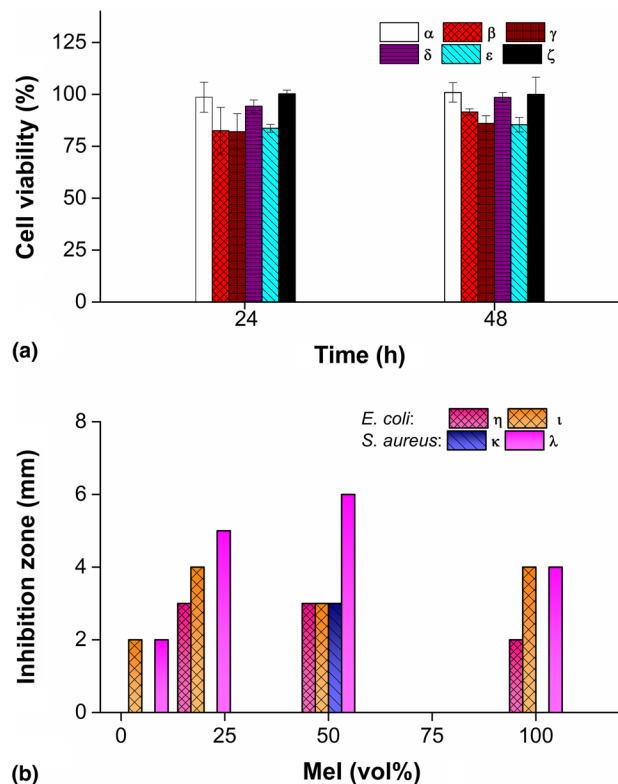 α β γ
δ ε ζ
125
100
75
50
25
0
Cell viability (%)
24 48
Time (h)
(a)
E. coli: η ι
S. aureus: κ λ
8
6
4
2
0
Inhibition zone (mm)
0 25 50 75 100
Mel (vol%)
(b)